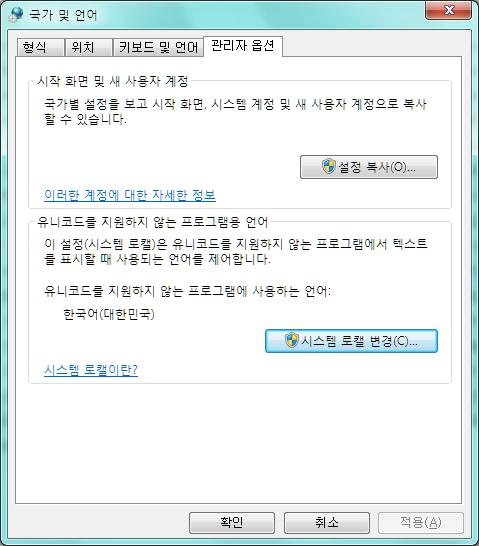 국가 및 언어
형식 위치 키보드 및 언어 관리자 옵션
시작 화면 및 새 사용자 계정
국가별 설정을 보고 시작 화면, 시스템 계정 및 새 사용자 계정으로 복사
할 수 있습니다.
설정 복사(O)...
이러한 계정에 대한 자세한 정보
유니코드를 지원하지 않는 프로그램용 언어
이 설정(시스템 로캘)은 유니코드를 지원하지 않는 프로그램에서 텍스트
를 표시할 때 사용되는 언어를 제어합니다.
유니코드를 지원하지 않는 프로그램에 사용하는 언어:
한국어(대한민국)
시스템 로캘 변경(C)...
시스템 로캘이란?
확인 취소 적용(A)